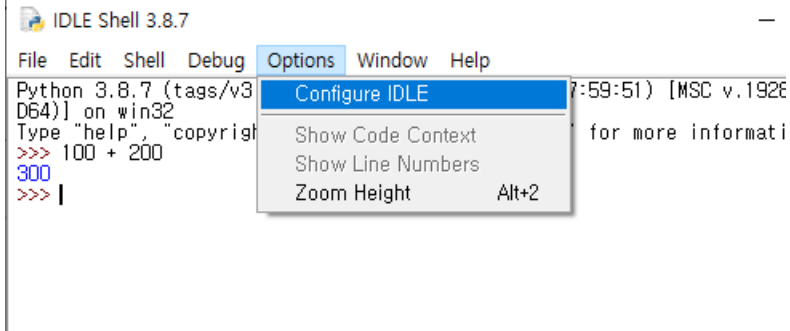 IDLE Shell 3.8.7
File Edit Shell Debug Options Window Help
Python 3.8.7 (tags/v3 :59:51) [MSC v.1928
D64)] on win32
Type "help", "copyrigh " for more informati
>>> 100 + 200
300
>>>
Configure IDLE
Show Code Context
Show Line Numbers
Zoom Height Alt+2